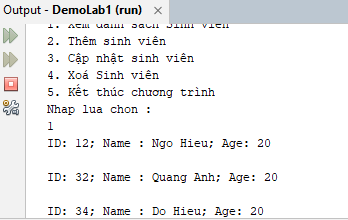 Output - DemoLab1 (run)
1. Xem danh sách Sinh viên
2. Thêm sinh viên
3. Cập nhật sinh viên
4. Xoá Sinh viên
5. Kết thúc chương trình
Nhap lua chon :
1
ID: 12; Name : Ngo Hieu; Age: 20
ID: 32; Name : Quang Anh; Age: 20
ID: 34; Name : Do Hieu; Age: 20